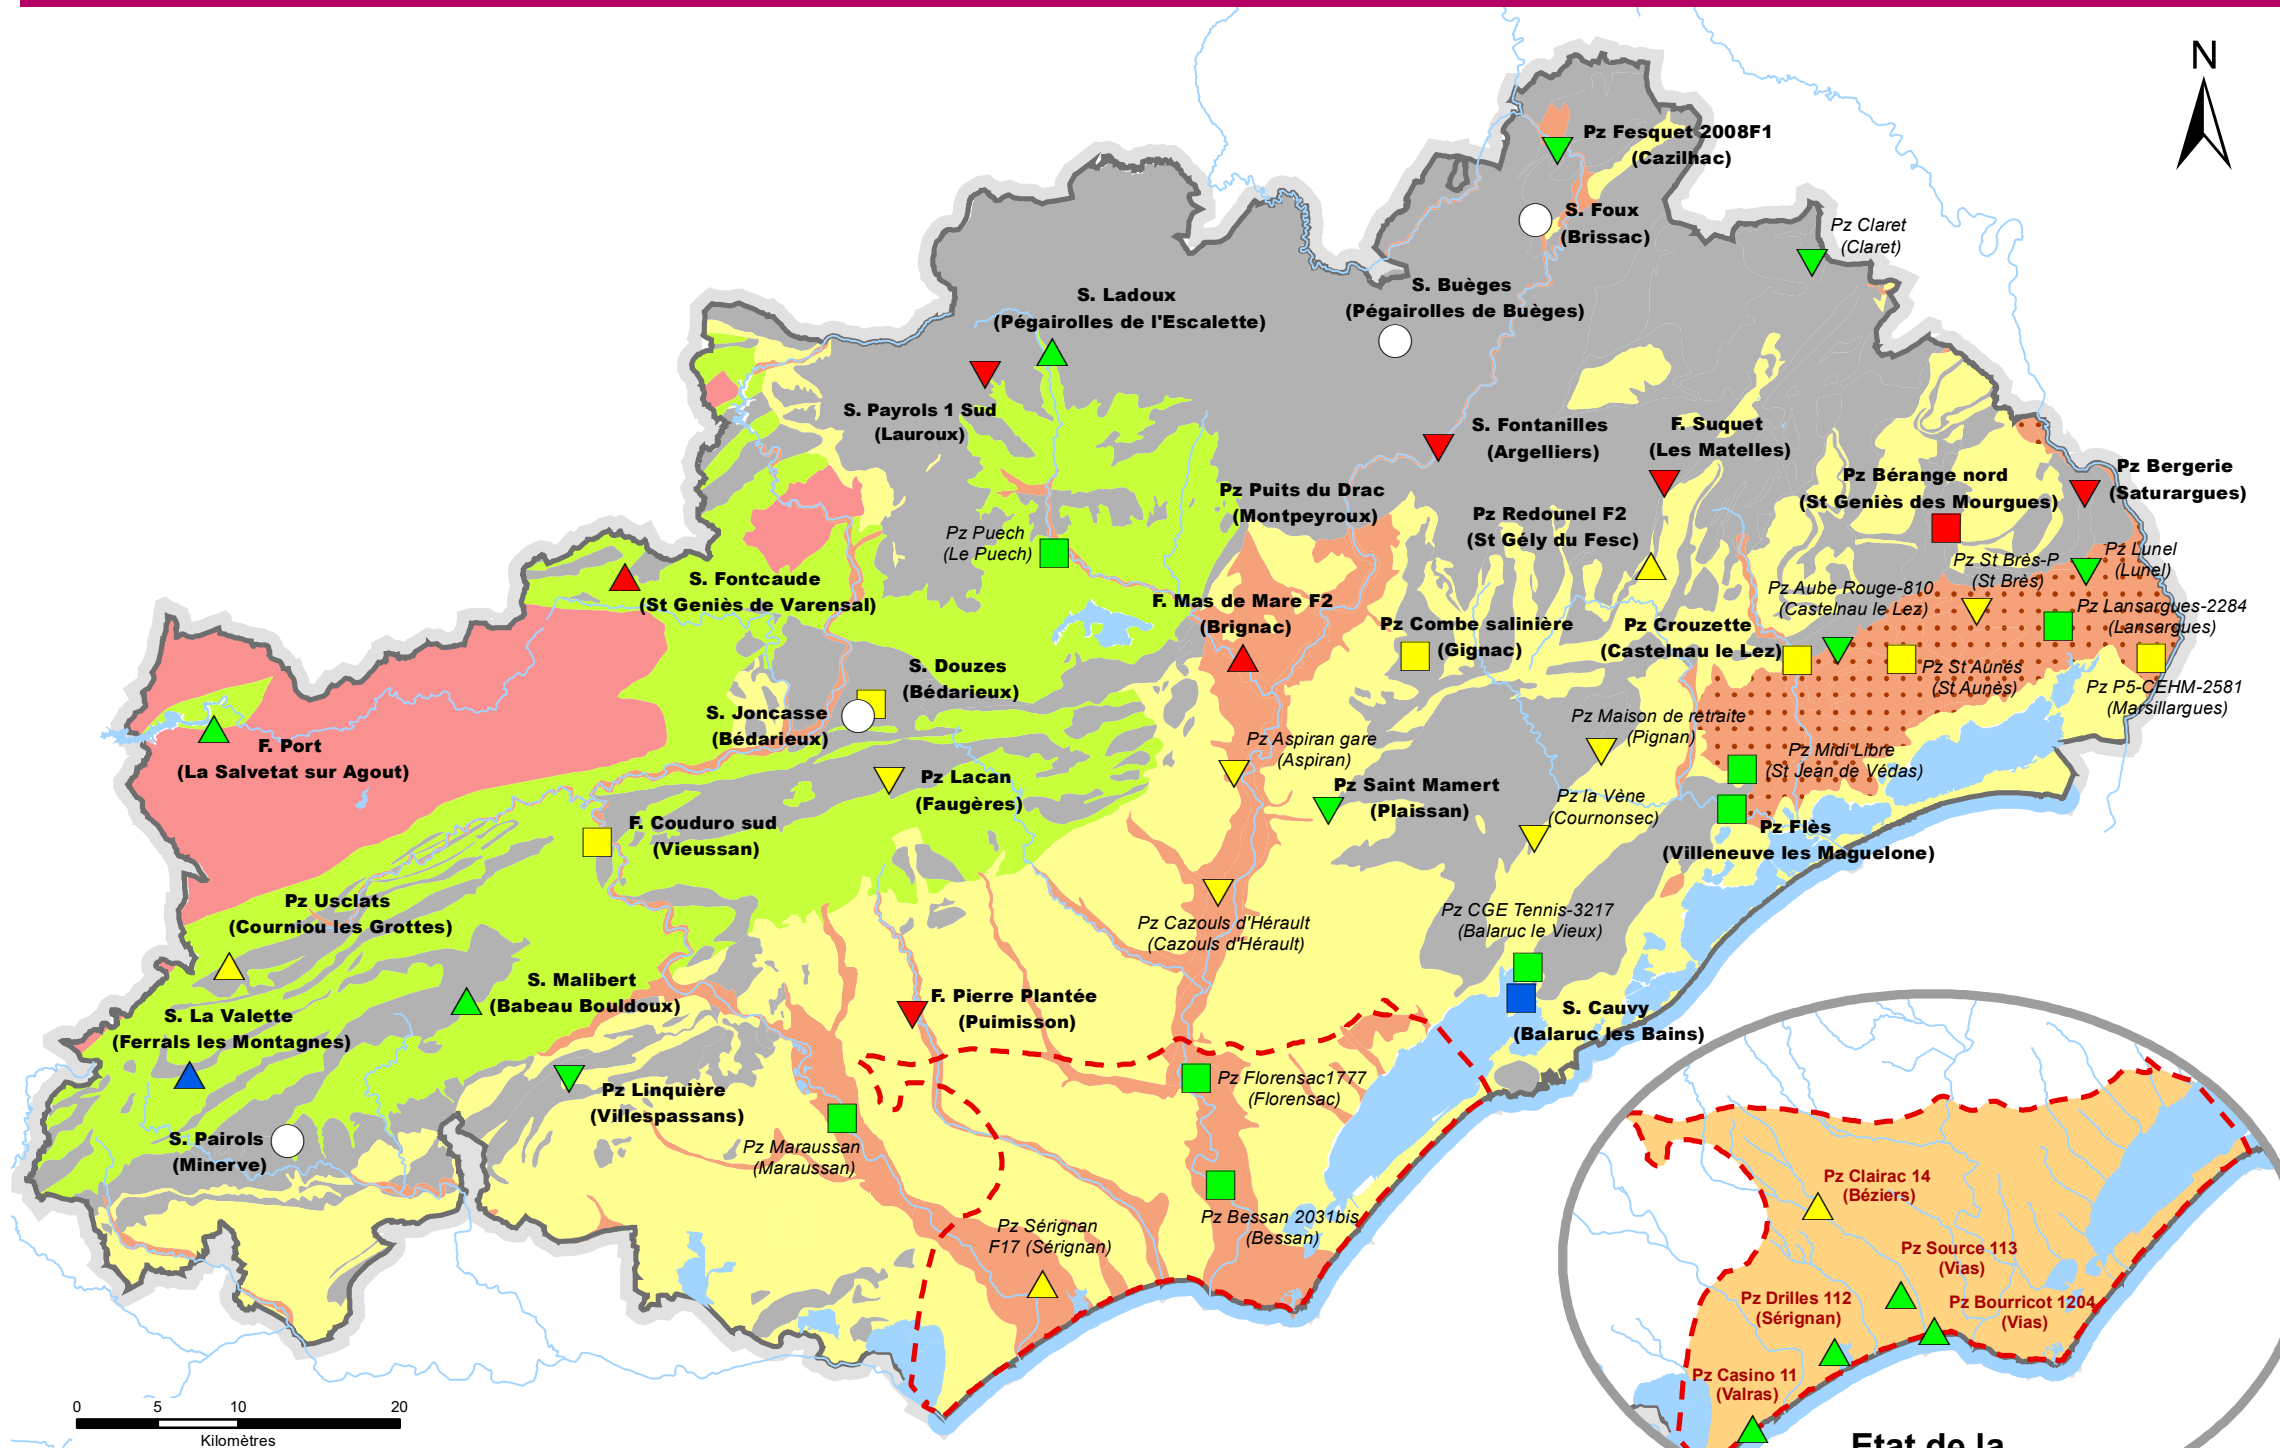 N
Pz Fesquet 2008F1
(Cazilhac)
S. Foux
(Brissac)
Pz Claret
(Claret)
S. Buèges
(Pégairolles de Buèges)
S. Ladoux
(Pégairolles de l'Escalette)
S. Payrols 1 Sud
(Lauroux)
S. Fontanilles
(Argelliers)
F. Suquet
(Les Matelles)
Pz Bérange nord
(St Geniès des Mourgues)
Pz Bergerie
(Saturargues)
Pz Puits du Drac
(Montpeyroux)
Pz Redounel F2
(St Gély du Fesc)
Pz Puech
(Le Puech)
Pz St Brès-P
(St Brès)
Pz Lunel
(Lunel)
S. Fontcaude
(St Geniès de Varensal)
Pz Aube Rouge-810
(Castelnau le Lez)
Pz Lansargues-2284
(Lansargues)
F. Mas de Mare F2
(Brignac)
Pz Combe salinière
(Gignac)
Pz Crouzette
(Castelnau le Lez)
Pz St Aunés
(St Aunès)
Pz P5-CEHM-2581
(Marsillargues)
S. Douzes
(Bédarieux)
S. Joncasse
(Bédarieux)
F. Port
(La Salvetat sur Agout)
Pz Maison de retraite
(Pignan)
Pz Aspiran gare
(Aspiran)
Pz Midi Libre
(St Jean de Védas)
Pz Lacan
(Faugères)
Pz Saint Mamert
(Plaissan)
Pz la Vène
(Cournonsec)
F. Couduro sud
(Vieussan)
Pz Flès
(Villeneuve les Maguelone)
Pz Usclats
(Courniou les Grottes)
Pz Cazouls d'Hérault
(Cazouls d'Hérault)
Pz CGE Tennis-3217
(Balaruc le Vieux)
S. Malibert
(Babeau Bouldoux)
F. Pierre Plantée
(Puimisson)
S. Cauvy
(Balaruc les Bains)
S. La Valette
(Ferrals les Montagnes)
Pz Linquière
(Villespassans)
Pz Florensac1777
(Florensac)
S. Pairols
(Minerve)
Pz Maraussan
(Maraussan)
Pz Sérignan
F17 (Sérignan)
Pz Bessan 2031bis
(Bessan)
Pz Clairac 14
(Béziers)
Pz Source 113
(Vias)
Pz Drilles 112
(Sérignan)
Pz Bourricot 1204
(Vias)
Pz Casino 11
(Valras)
0 5 10 20
Kilomètres
Etat de la